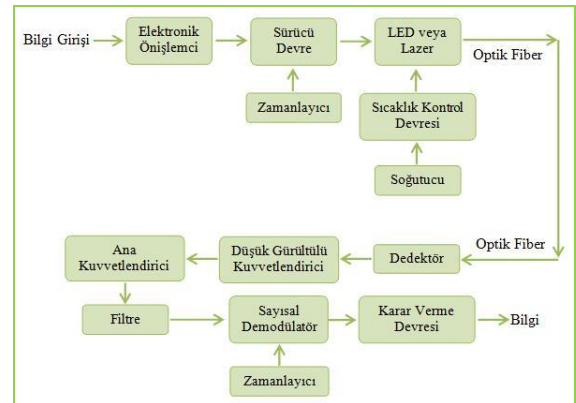 Bilgi Girişi
Elektronik
Önişlemci
Sürücü
Devre
LED veya
Lazer
Optik Fiber
Zamanlayıcı
Sıcaklık Kontrol
Devresi
Soğutucu
Optik Fiber
Dedektör
Düşük Gürültülü
Kuvvetlendirici
Ana
Kuvvetlendirici
Filtre
Sayısal
Demodülatör
Karar Verme
Devresi
Bilgi
Zamanlayıcı